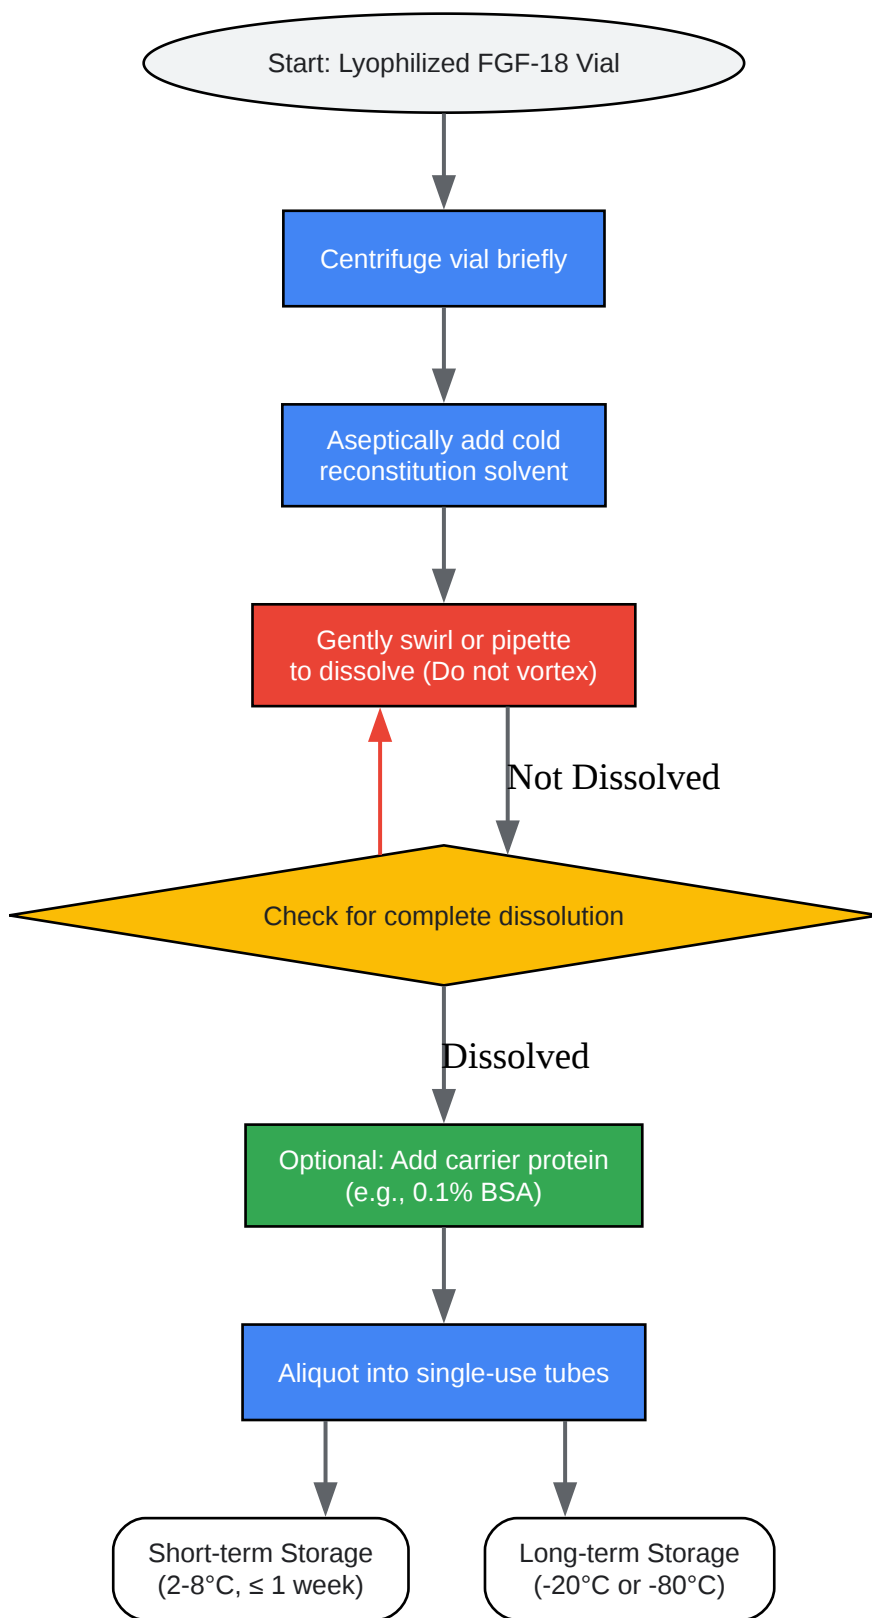 Start: Lyophilized FGF-18 Vial
Centrifuge vial briefly
Aseptically add cold
reconstitution solvent
Gently swirl or pipette
to dissolve (Do not vortex)
Not Dissolved
Check for complete dissolution
Dissolved
Optional: Add carrier protein
(e.g., 0.1% BSA)
Aliquot into single-use tubes
Short-term Storage
(2-8°C, ≤ 1 week)
Long-term Storage
(-20°C or -80°C)